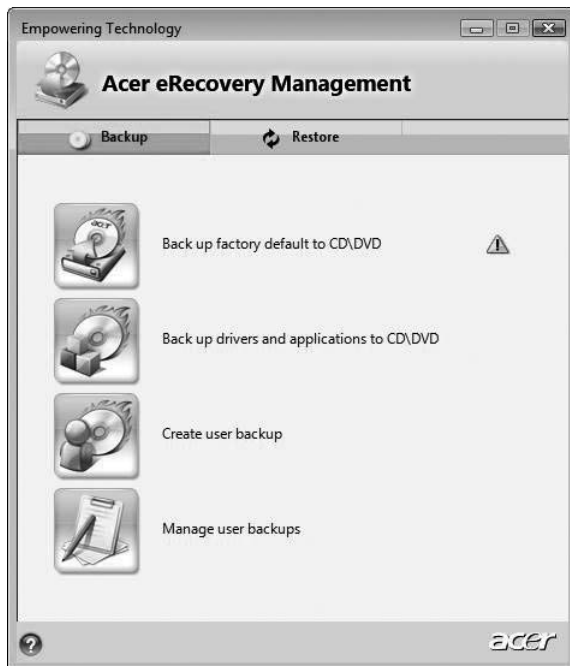 Empowering Technology
Acer eRecovery Management
Backup
Restore
acer
Back up factory default to CD\DVD
Back up drivers and applications to CD\DVD
Create user backup
Manage user backups
?
acer